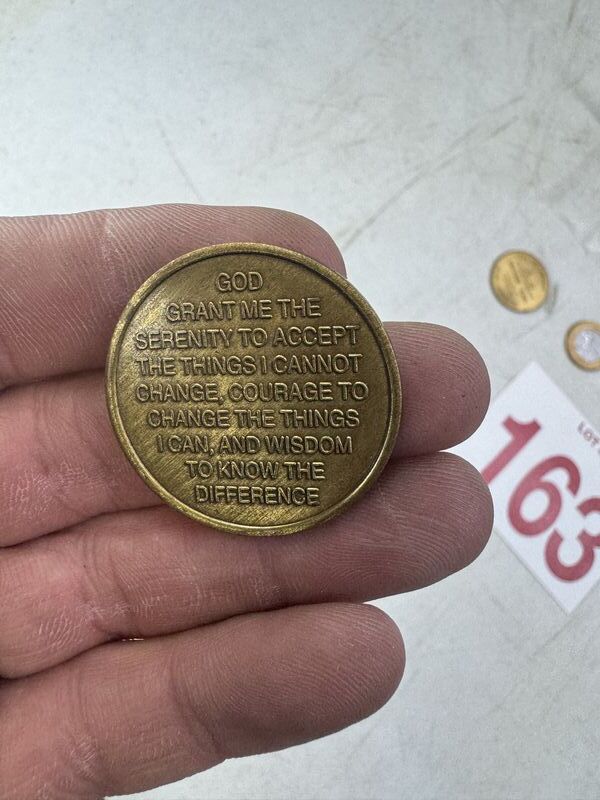 GOD
GRANT ME THE
SERENITY TO ACCEPT
THE THINGS I CANNOT
CHANGE, COURAGE TO
CHANGE THE THINGS
I CAN, AND WISDOM
TO KNOW THE
DIFFERENCE
LOT
163